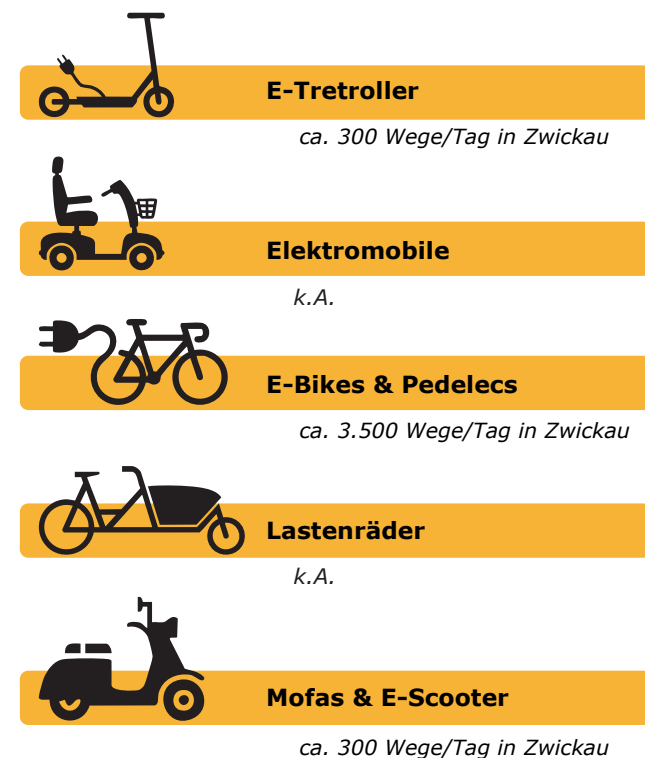 E-Tretroller
ca. 300 Wege/Tag in Zwickau
Elektromobile
k.A.
E-Bikes & Pedelecs
ca. 3.500 Wege/Tag in Zwickau
Lastenräder
k.A.
Mofas & E-Scooter
ca. 300 Wege/Tag in Zwickau